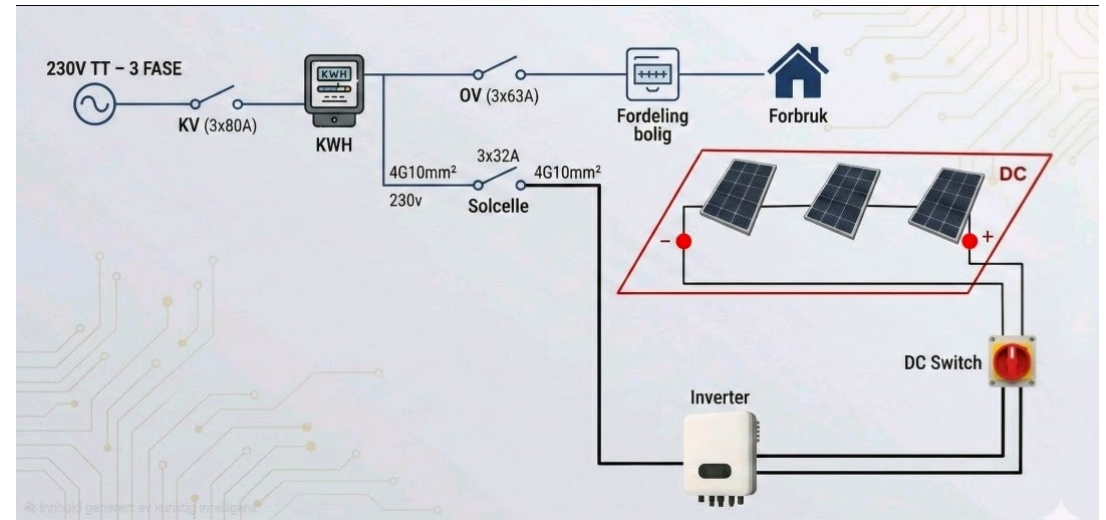 230V TT – 3 FASE
KV (3x80A)
KWH
KWH
OV (3x63A)
Fordeling
bolig
Forbruk
4G10mm²
230v
3x32A
Solcelle
4G10mm²
DC
–
+
DC Switch
Inverter
Innhold generert av kunstig intelligens